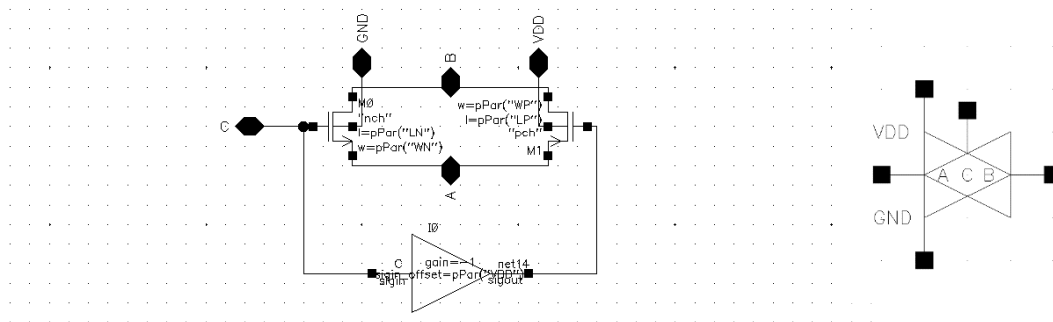 GND
VDD
B
M0
"nch"
l=pPar("LN")
w=pPar("WN")
w=pPar("WP")
l=pPar("LP")
"pch"
M1
C
A
I0
C
gain=-1
net14
sigin_offset=pPar("VDD")
sigin
sigout
VDD
A C B
GND